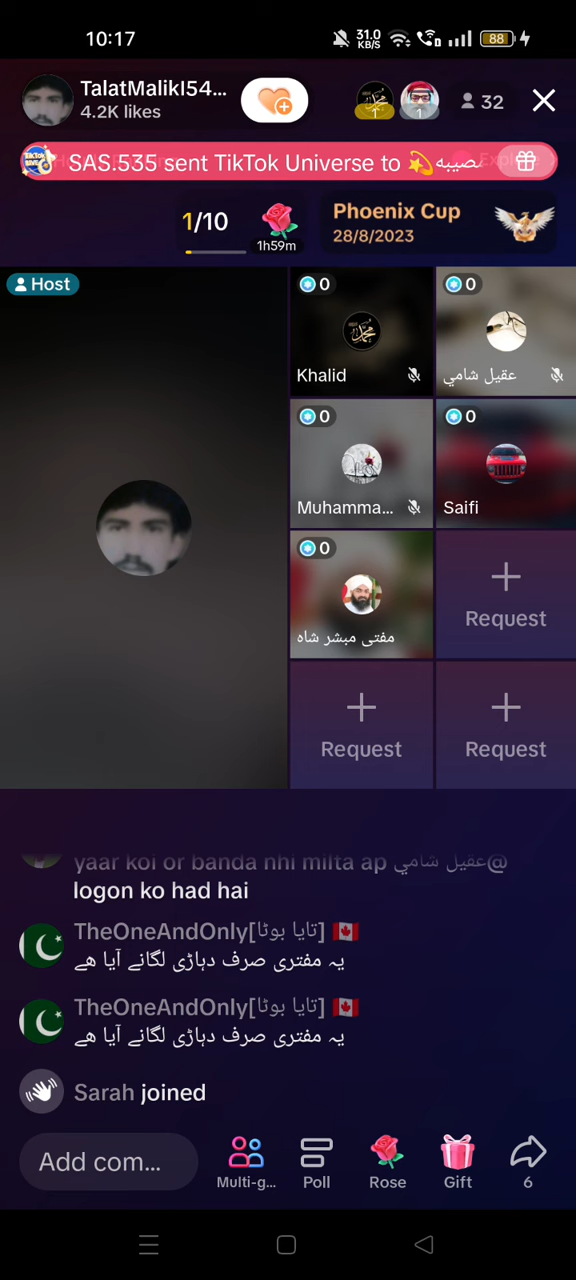 10:17
31.0
KB/S
88
TalatMalikI54...
4.2K likes
1
1
32
SAS.535 sent TikTok Universe to
1/10
1h59m
Phoenix Cup
28/8/2023
Host
0
0
Khalid
عقیل شامي
0
0
Muhamma...
Saifi
0
مفتی مبشر شاہ
Request
Request
Request
yaar koi or banda nhi milta ap عقیل شامي@
logon ko had hai
TheOneAndOnly[تایا بوٹا]
یہ مفتری صرف دہاڑی لگانے آیا ھے
TheOneAndOnly[تایا بوٹا]
یہ مفتری صرف دہاڑی لگانے آیا ھے
Sarah joined
Add com...
Multi-g...
Poll
Rose
Gift
6